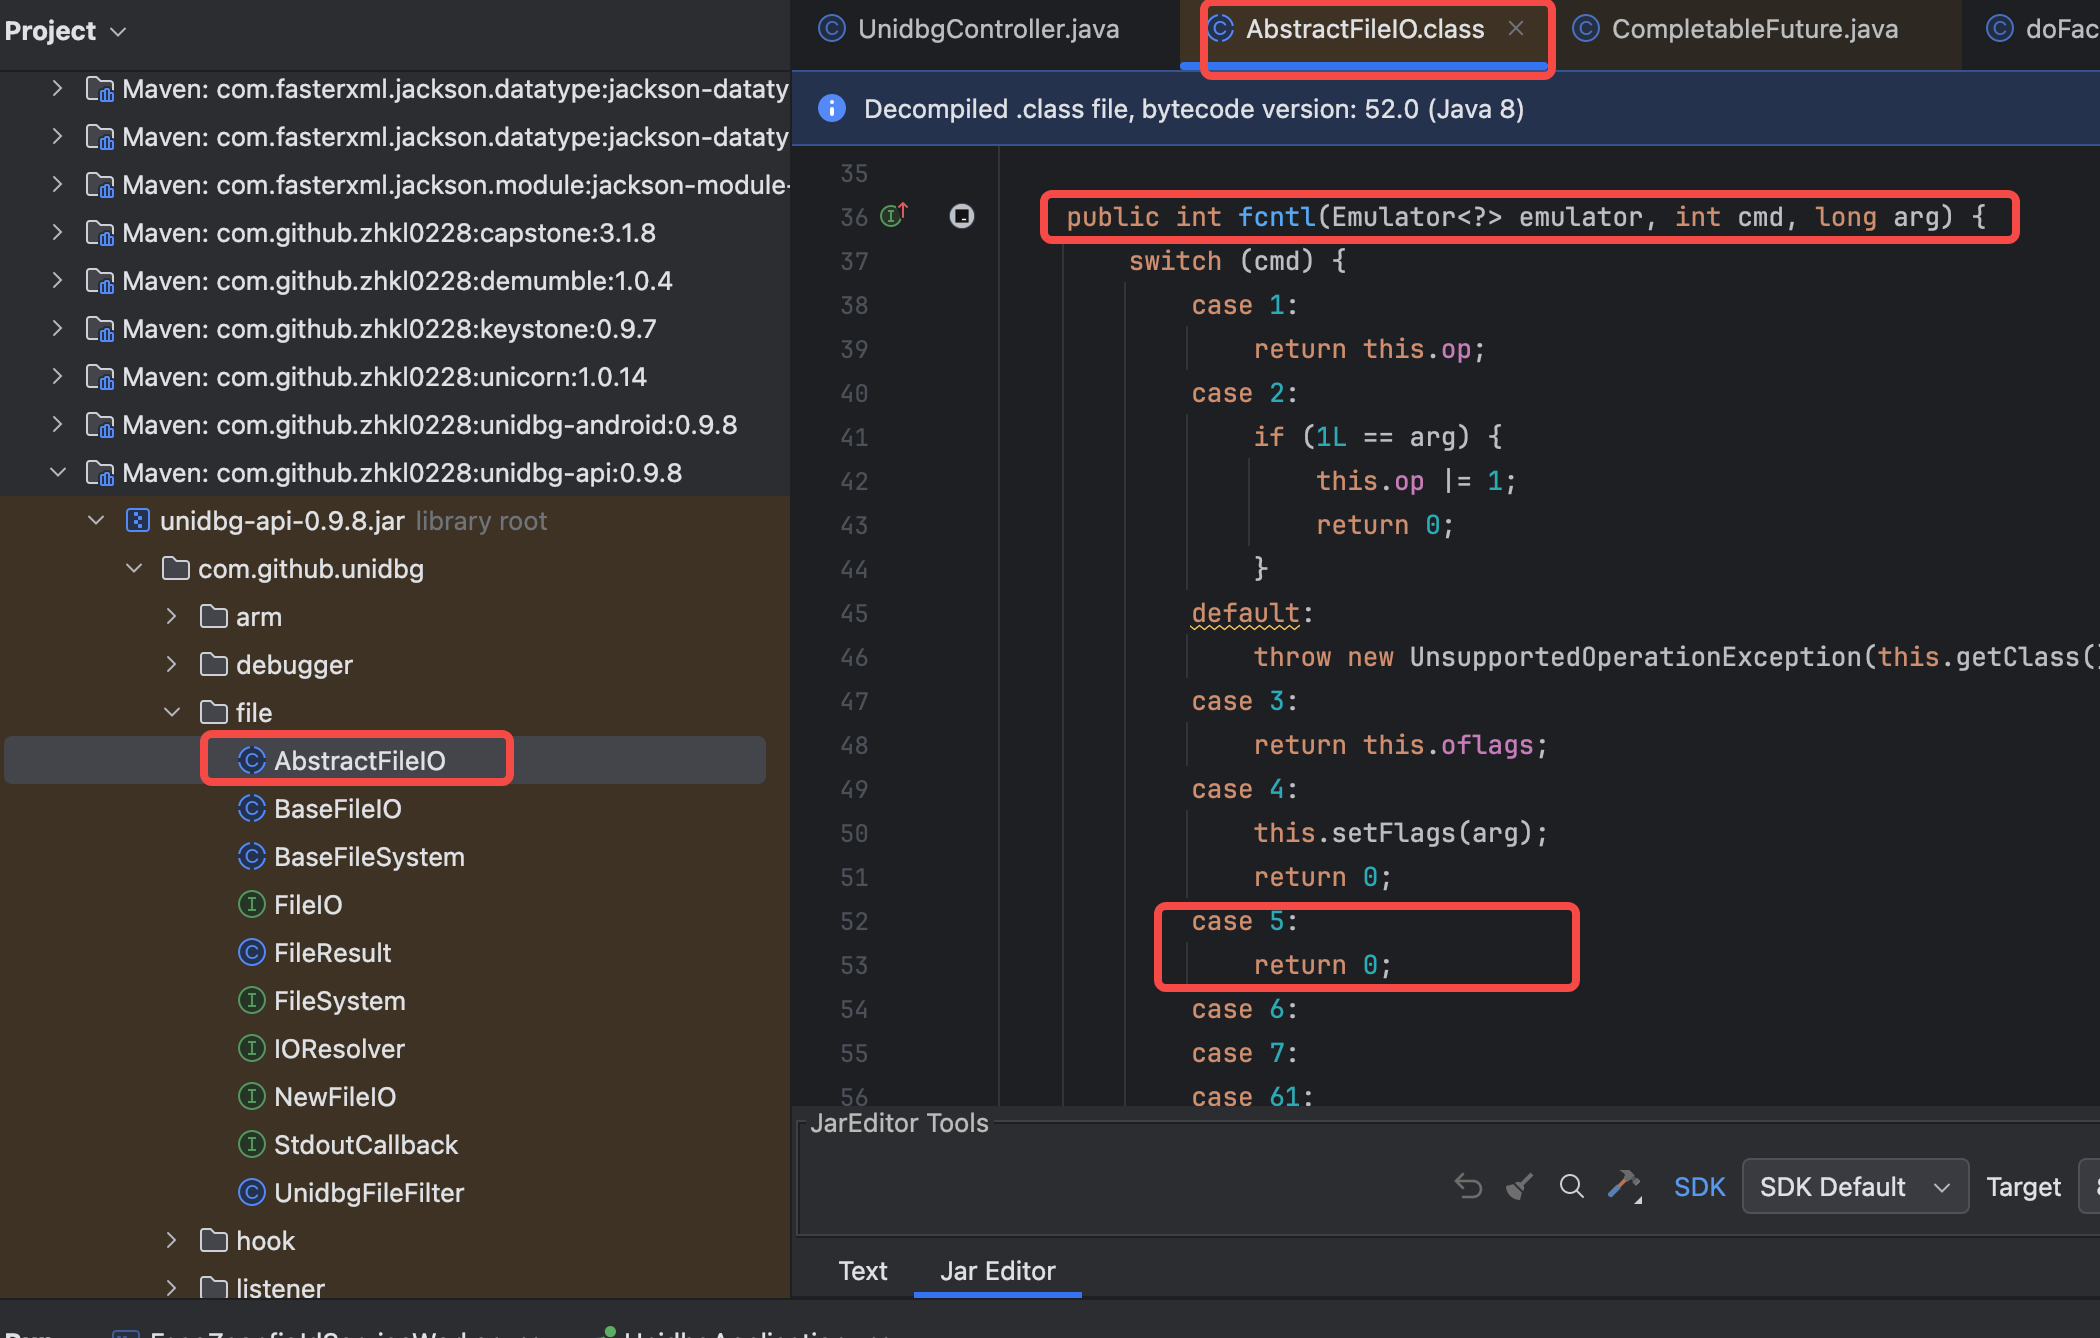 Project
Maven: com.fasterxml.jackson.datatype:jackson-dataty
Maven: com.fasterxml.jackson.datatype:jackson-dataty
Maven: com.fasterxml.jackson.module:jackson-module-
Maven: com.github.zhkl0228:capstone:3.1.8
Maven: com.github.zhkl0228:demumble:1.0.4
Maven: com.github.zhkl0228:keystone:0.9.7
Maven: com.github.zhkl0228:unicorn:1.0.14
Maven: com.github.zhkl0228:unidbg-android:0.9.8
Maven: com.github.zhkl0228:unidbg-api:0.9.8
unidbg-api-0.9.8.jar library root
com.github.unidbg
arm
debugger
file
AbstractFileIO
BaseFileIO
BaseFileSystem
FileIO
FileResult
FileSystem
IOResolver
NewFileIO
StdoutCallback
UnidbgFileFilter
hook
listener
UnidbgController.java
AbstractFileIO.class
CompletableFuture.java
doFac
Decompiled .class file, bytecode version: 52.0 (Java 8)
35
36 public int fcntl(Emulator<?> emulator, int cmd, long arg) {
37 switch (cmd) {
38 case 1:
39 return this.op;
40 case 2:
41 if (1L == arg) {
42 this.op |= 1;
43 return 0;
44 }
45 default:
46 throw new UnsupportedOperationException(this.getClass()
47 case 3:
48 return this.oflags;
49 case 4:
50 this.setFlags(arg);
51 return 0;
52 case 5:
53 return 0;
54 case 6:
55 case 7:
56 case 61:
JarEditor Tools
SDK
SDK Default
Target
Text
Jar Editor